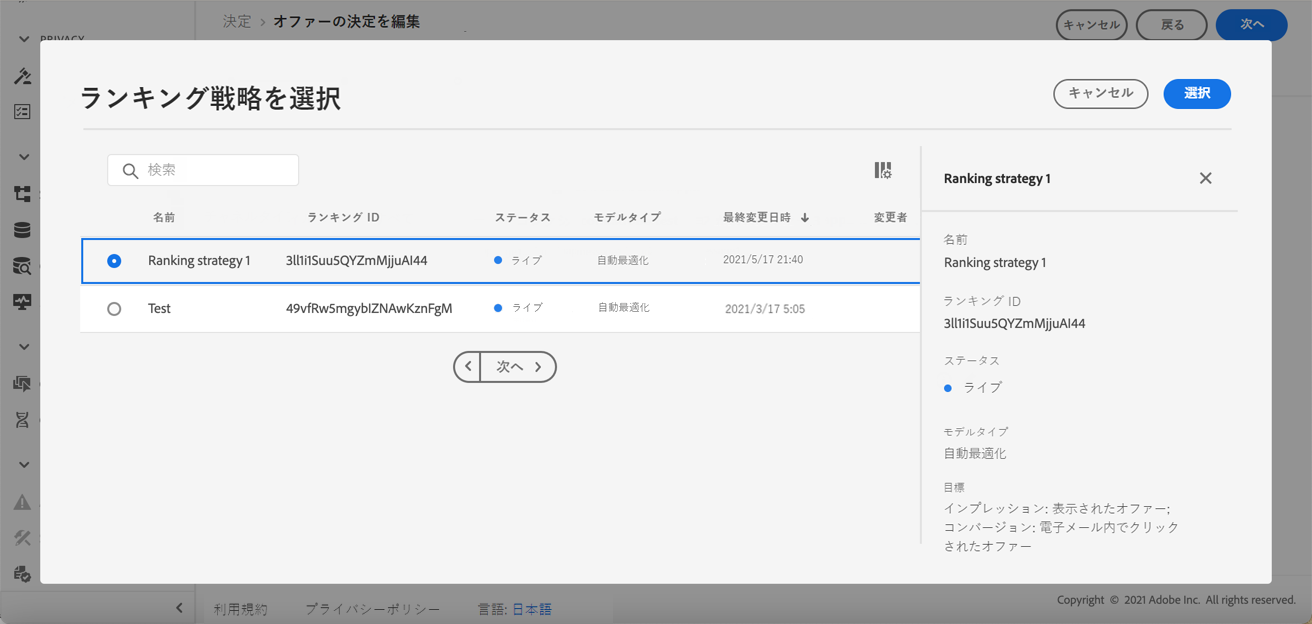 決定 > オファーの決定を編集
キャンセル 戻る 次へ
PRIVACY
ランキング戦略を選択
キャンセル 選択
検索
名前 ランキング ID ステータス モデルタイプ 最終変更日時 ↓ 変更者
Ranking strategy 1 3ll1i1Suu5QYZmMjjuAI44 ライブ 自動最適化 2021/5/17 21:40
Test 49vfRw5mgybIZNAwKznFgM ライブ 自動最適化 2021/3/17 5:05
次へ
Ranking strategy 1
名前
Ranking strategy 1
ランキング ID
3ll1i1Suu5QYZmMjjuAI44
ステータス
ライブ
モデルタイプ
自動最適化
目標
インプレッション: 表示されたオファー;
コンバージョン: 電子メール内でクリック
されたオファー
利用規約 プライバシーポリシー 言語: 日本語
Copyright © 2021 Adobe Inc. All rights reserved.